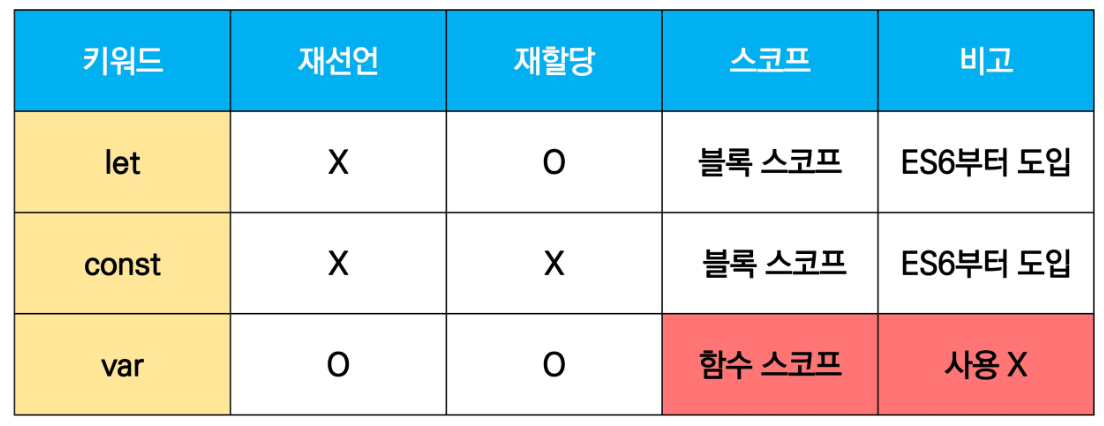 키워드 재선언 재할당 스코프 비고
let X O 블록 스코프 ES6부터 도입
const X X 블록 스코프 ES6부터 도입
var O O 함수 스코프 사용 X